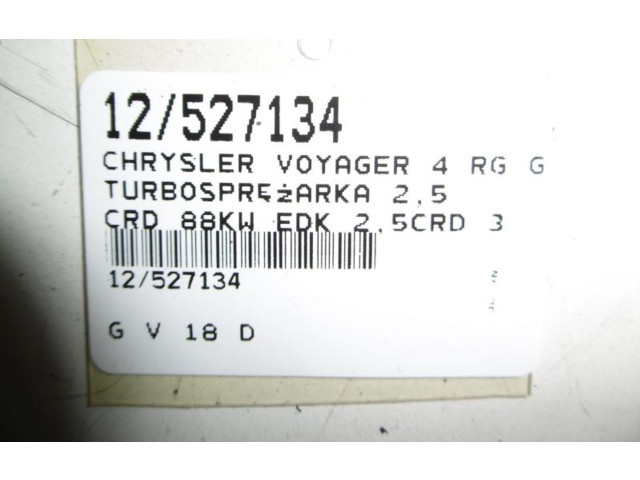 12/527134
CHRYSLER VOYAGER 4 RG G
TURBOSPRĘżARKA 2,5
CRD 88KW EDK 2.5CRD 3
12/527134
G V 18 D